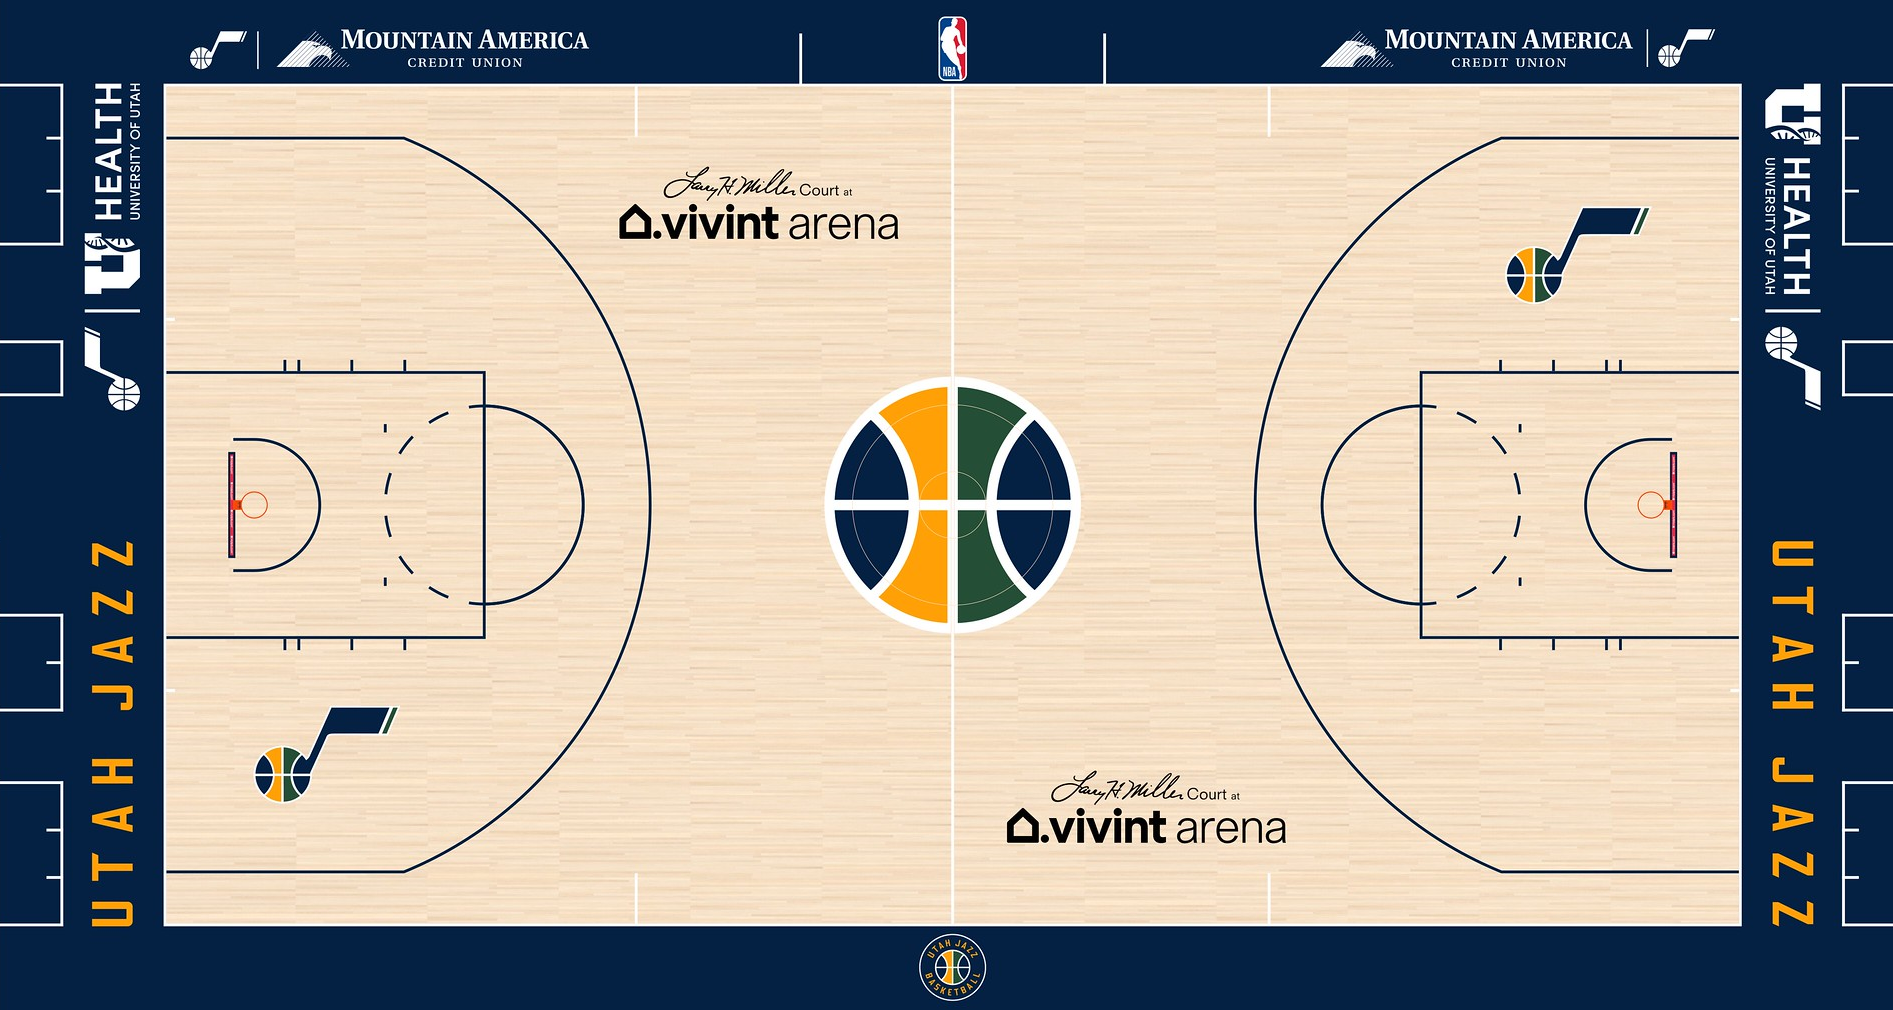 MOUNTAIN AMERICA
CREDIT UNION
NBA
MOUNTAIN AMERICA
CREDIT UNION
HEALTH
UNIVERSITY OF UTAH
U
UTAH JAZZ
Larry H. Miller Court at
vivint arena
Larry H. Miller Court at
vivint arena
U
HEALTH
UNIVERSITY OF UTAH
UTAH JAZZ
UTAH JAZZ
BASKETBALL